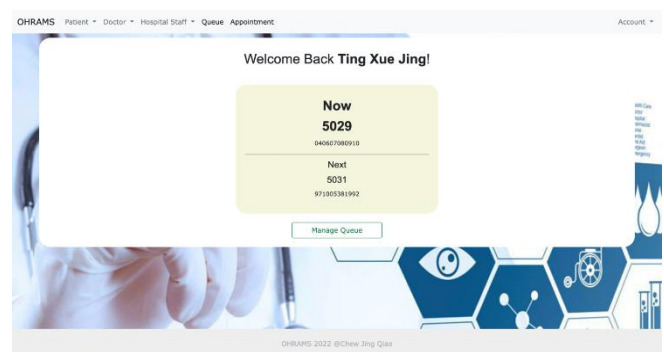 OHRAMS Patient Doctor Hospital Staff Queue Appointment Account
Welcome Back Ting Xue Jing!
Now
5029
040607080910
Next
5031
971005381992
Manage Queue
OHRAMS 2022 @Chew Jing Qiao